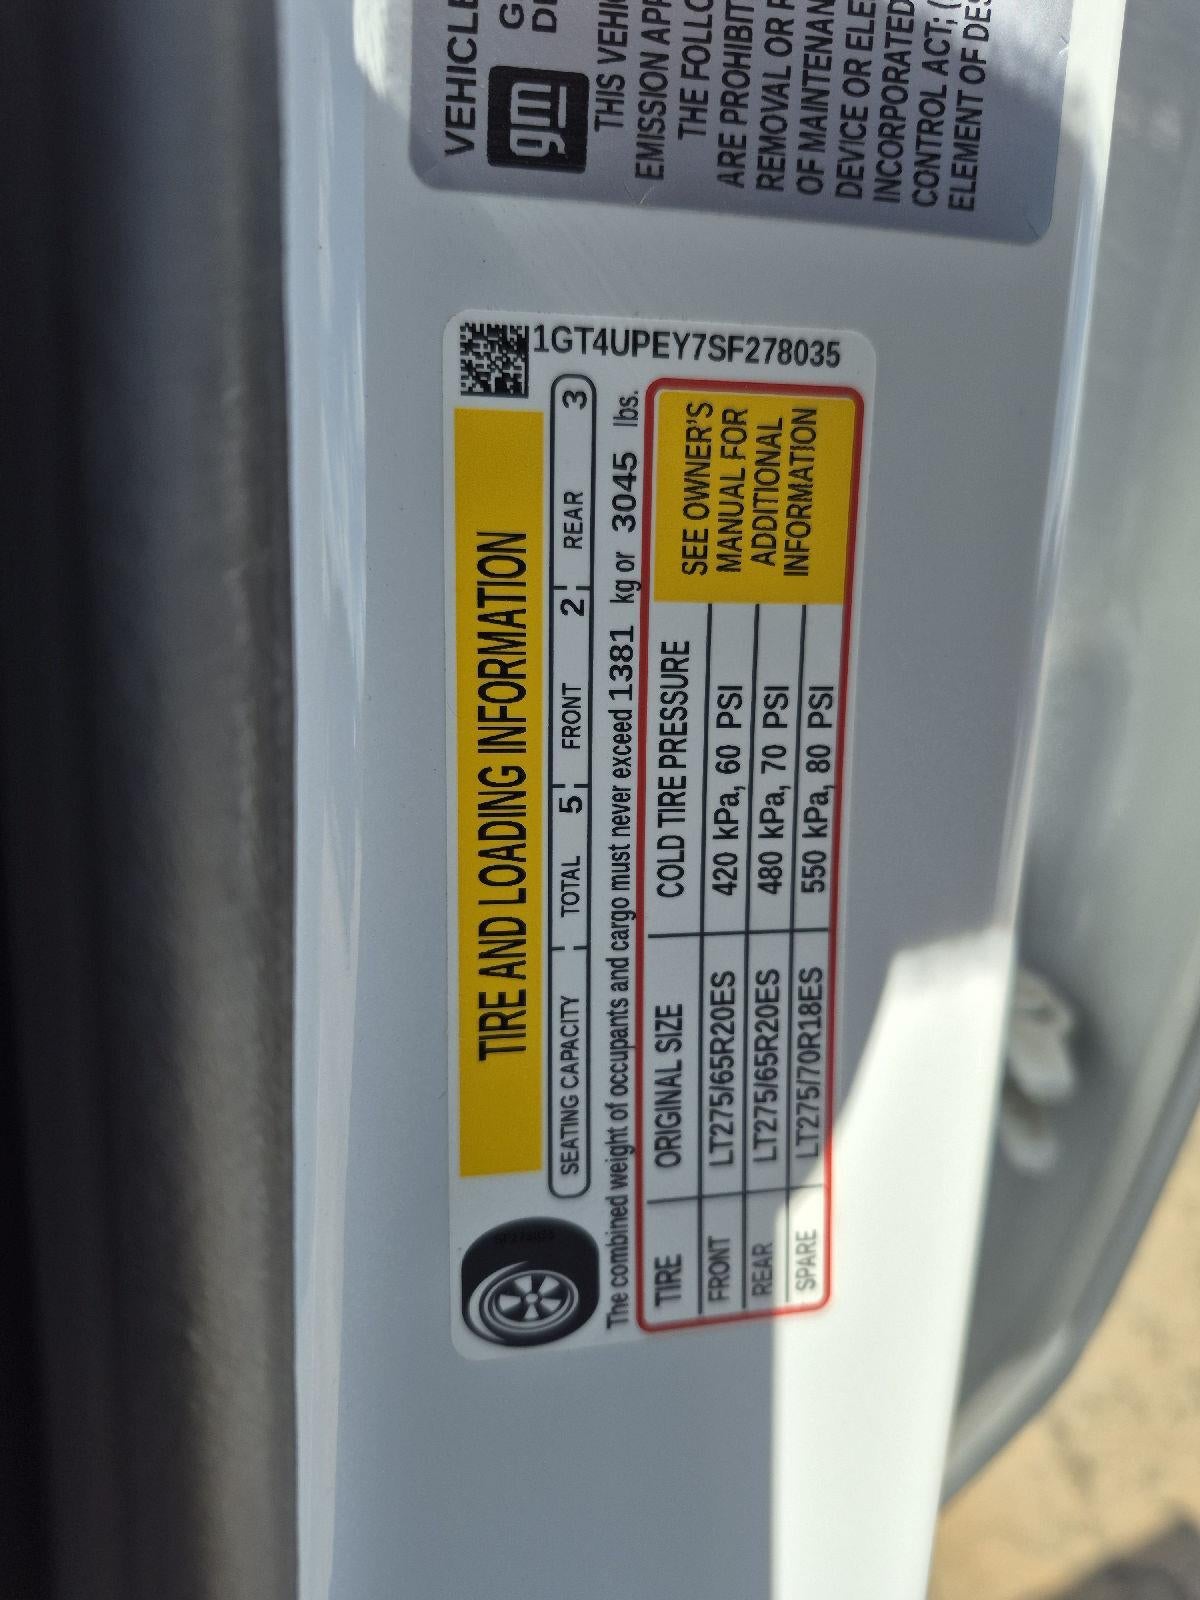 TIRE AND LOADING INFORMATION
SEATING CAPACITY TOTAL 5 FRONT 2 REAR 3
1GT4UPEY7SF278035
The combined weight of occupants and cargo must never exceed 1381 kg or 3045 lbs.
TIRE ORIGINAL SIZE COLD TIRE PRESSURE
FRONT LT275/65R20ES 420 kPa, 60 PSI
REAR LT275/65R20ES 480 kPa, 70 PSI
SPARE LT275/70R18ES 550 kPa, 80 PSI
SEE OWNER'S
MANUAL FOR
ADDITIONAL
INFORMATION
VEHICLE
gm
THIS VEHIC
EMISSION APP
THE FOLLO
ARE PROHIBIT
REMOVAL OR R
OF MAINTENAN
DEVICE OR ELE
INCORPORATED
CONTROL ACT; (
ELEMENT OF DES